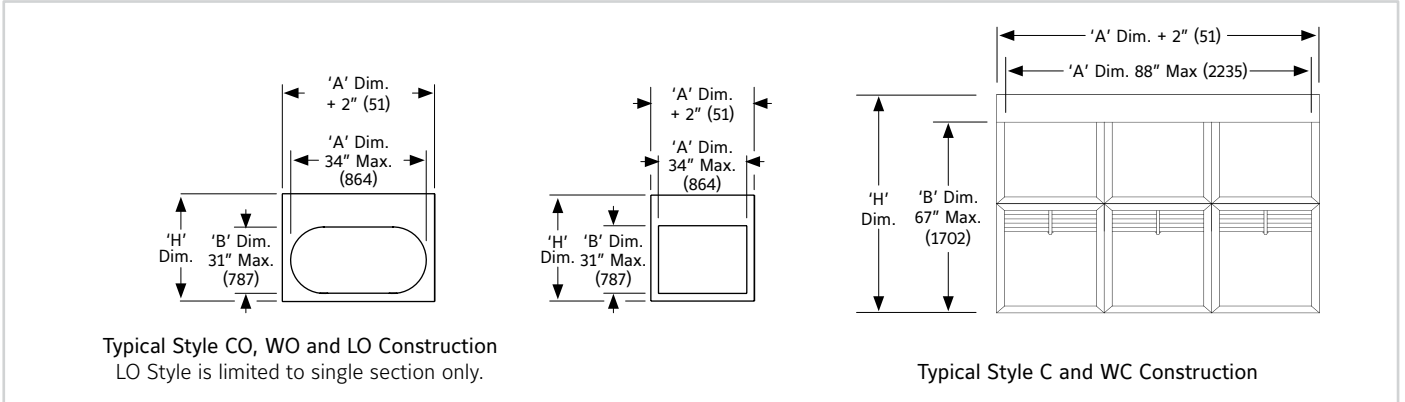 'A' Dim.
+ 2" (51)
'A' Dim.
34" Max.
(864)
'H'
Dim.
'B' Dim.
31" Max.
(787)
Typical Style CO, WO and LO Construction
LO Style is limited to single section only.
'A' Dim.
+ 2" (51)
'A' Dim.
34" Max.
(864)
'H'
Dim.
'B' Dim.
31" Max.
(787)
'A' Dim. + 2" (51)
'A' Dim. 88" Max (2235)
'H'
Dim.
'B' Dim.
67" Max.
(1702)
Typical Style C and WC Construction